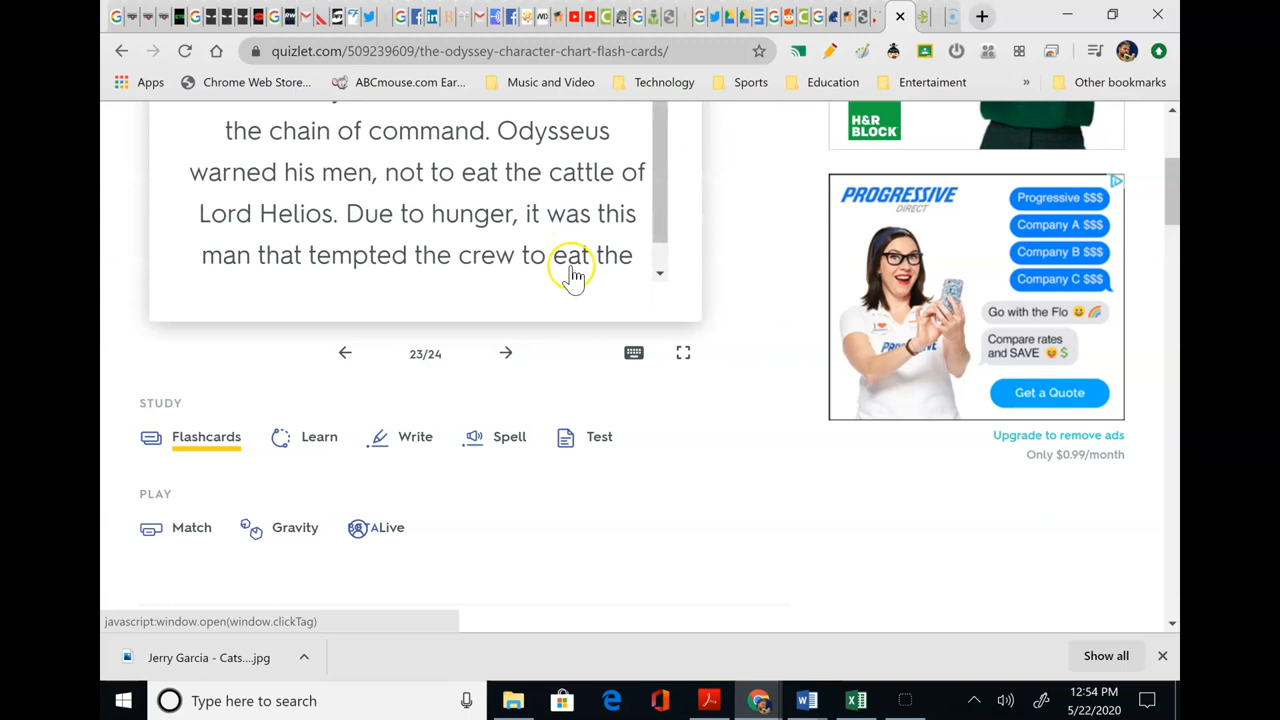 quizlet.com/509239609/the-odyssey-character-chart-flash-cards/
Apps
Chrome Web Store...
ABCmouse.com Ear...
Music and Video
Technology
Sports
Education
Entertaiment
»
Other bookmarks
the chain of command. Odysseus
warned his men, not to eat the cattle of
Lord Helios. Due to hunger, it was this
man that tempted the crew to eat the
23/24
STUDY
Flashcards
Learn
Write
Spell
Test
PLAY
Match
Gravity
BETA Live
H&R
BLOCK
PROGRESSIVE
DIRECT
Progressive $$$
Company A $$$
Company B $$$
Company C $$$
Go with the Flo
Compare rates
and SAVE
Get a Quote
Upgrade to remove ads
Only $0.99/month
javascript:window.open(window.clickTag)
Jerry Garcia - Cats....jpg
Show all
Type here to search
12:54 PM
5/22/2020